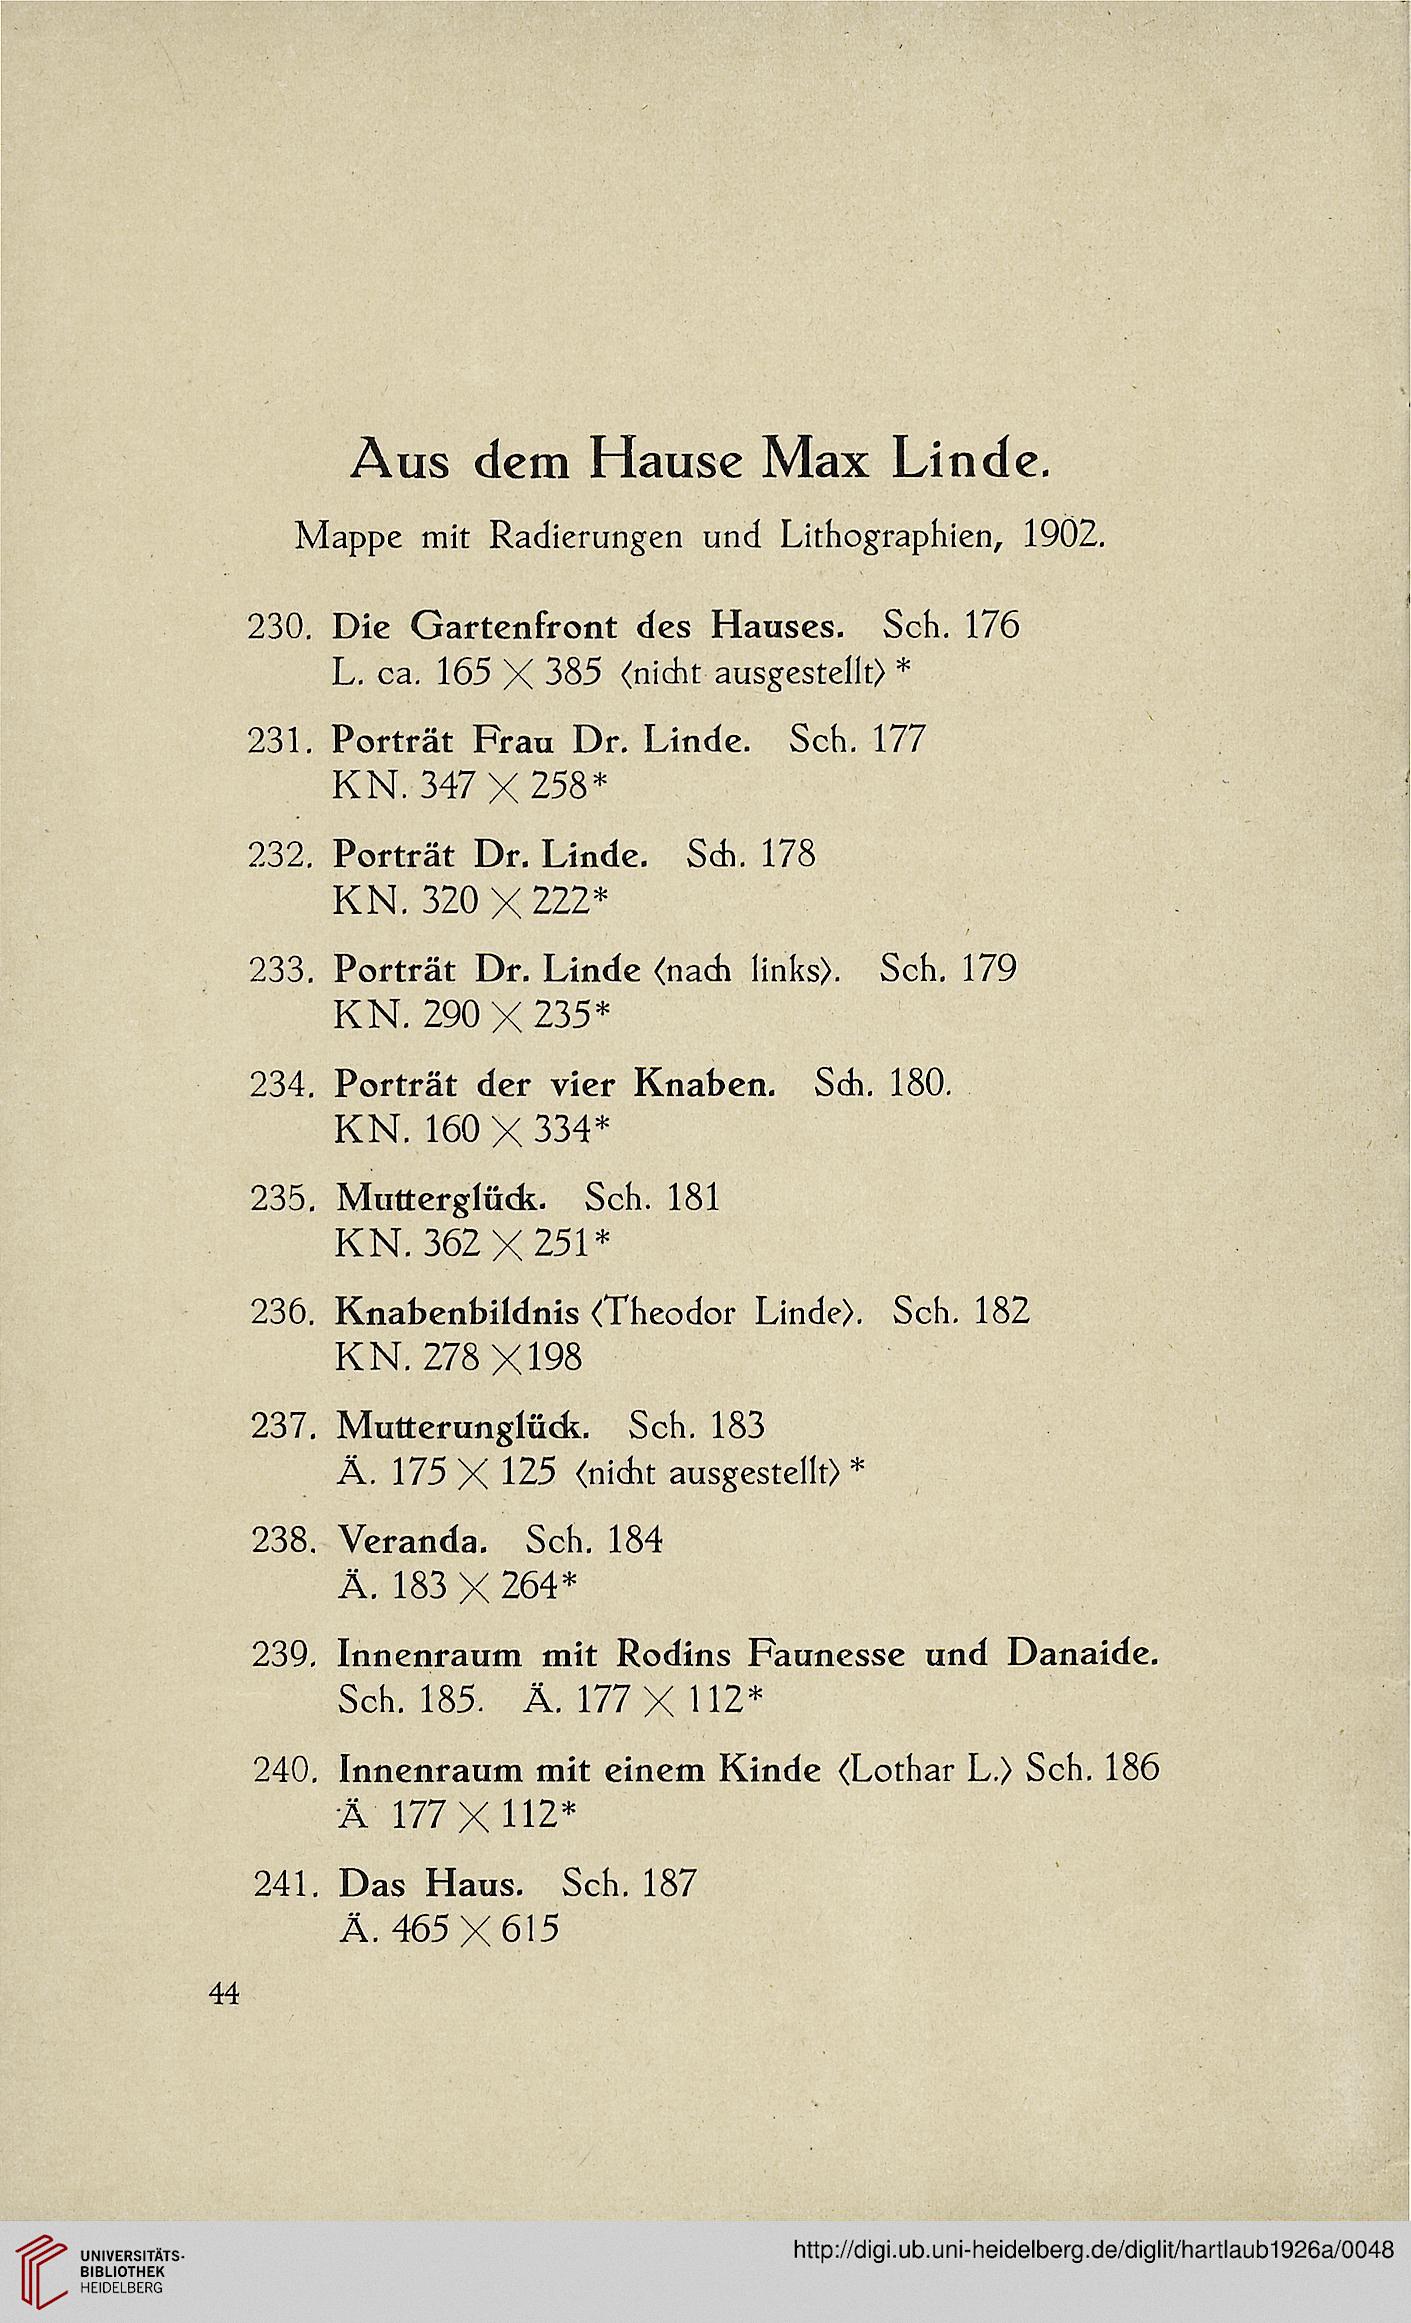 Aus dem Hause Max Linde.
Mappe mit Radierungen und Lithographien, 1902.
230. Die Gartenfront des Hauses. Sch. 176
L. ca. 165 × 385 (nicht ausgestellt) *
231. Porträt Frau Dr. Linde. Sch. 177
KN. 347 × 258*
232. Porträt Dr. Linde. Sch. 178
KN. 320 × 222*
233. Porträt Dr. Linde (nach links). Sch. 179
KN. 290 × 235*
234. Porträt der vier Knaben. Sch. 180.
KN. 160 × 334*
235. Mutterglück. Sch. 181
KN. 362 × 251*
236. Knabenbildnis (Theodor Linde). Sch. 182
KN. 278 × 198
237. Mutterunglück. Sch. 183
Ä. 175 × 125 (nicht ausgestellt) *
238. Veranda. Sch. 184
Ä. 183 × 264*
239. Innenraum mit Rodins Faunesse und Danaide.
Sch. 185. Ä. 177 × 112*
240. Innenraum mit einem Kinde (Lothar L.) Sch. 186
Ä 177 × 112*
241. Das Haus. Sch. 187
Ä. 465 × 615
44
UNIVERSITÄTS-
BIBLIOTHEK
HEIDELBERG
http://digi.ub.uni-heidelberg.de/diglit/hartlaub1926a/0048